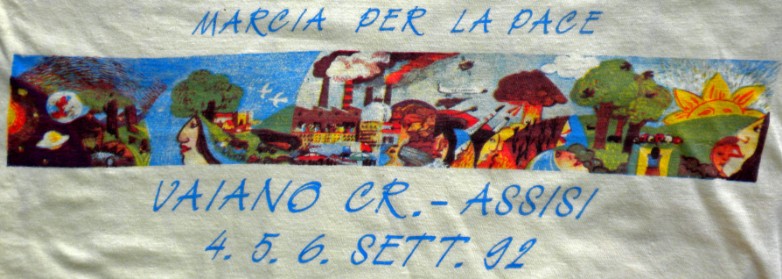 MARCIA PER LA PACE
VAIANO CR. - ASSISI
4. 5. 6. SETT. 92